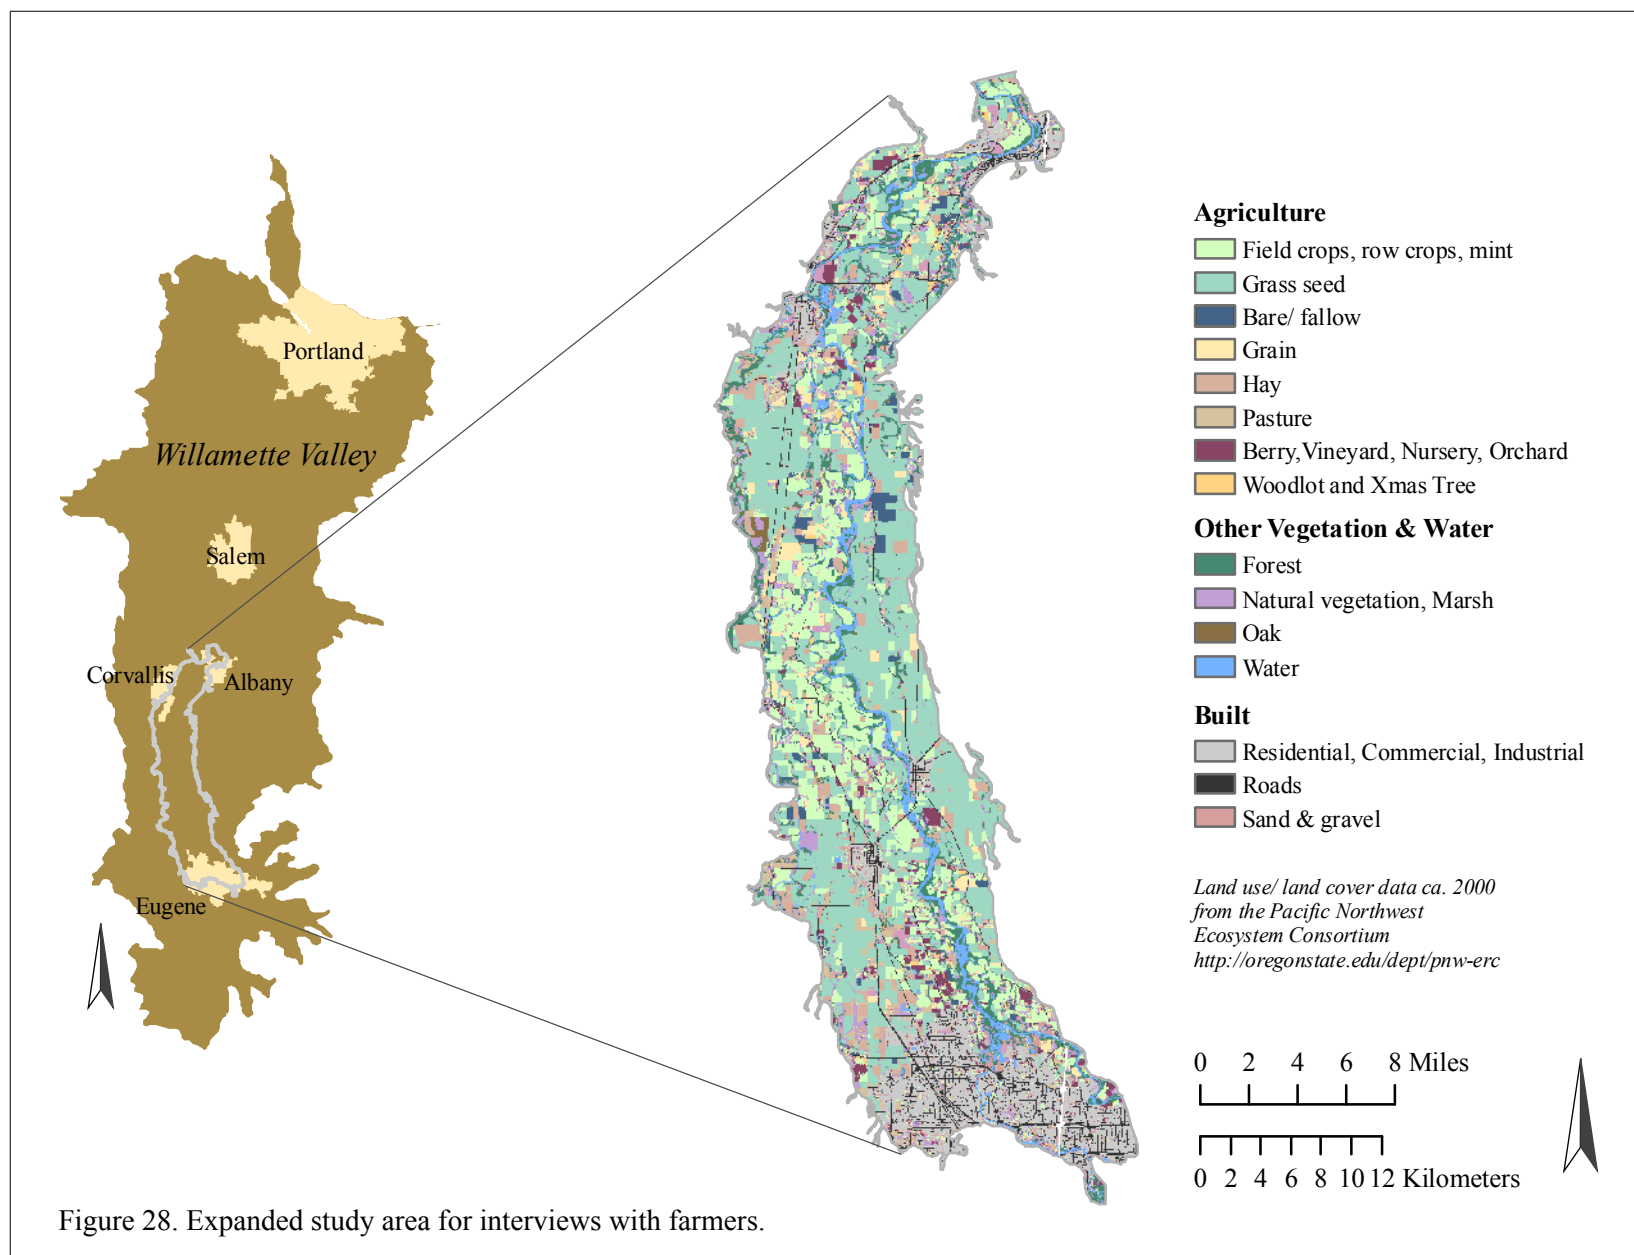 Portland
Willamette Valley
Salem
Corvallis
Albany
Eugene
Agriculture
Field crops, row crops, mint
Grass seed
Bare/ fallow
Grain
Hay
Pasture
Berry,Vineyard, Nursery, Orchard
Woodlot and Xmas Tree
Other Vegetation & Water
Forest
Natural vegetation, Marsh
Oak
Water
Built
Residential, Commercial, Industrial
Roads
Sand & gravel
Land use/ land cover data ca. 2000
from the Pacific Northwest
Ecosystem Consortium
http://oregonstate.edu/dept/pnw-erc
0 2 4 6 8 Miles
0 2 4 6 8 10 12 Kilometers
Figure 28. Expanded study area for interviews with farmers.